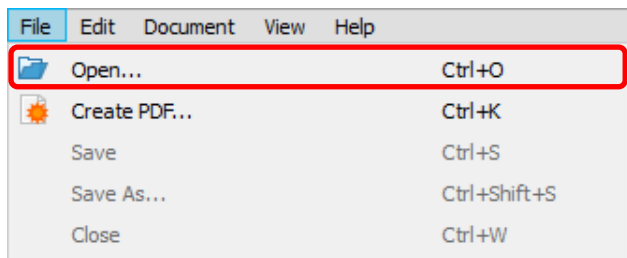 File Edit Document View Help
Open... Ctrl+O
Create PDF... Ctrl+K
Save Ctrl+S
Save As... Ctrl+Shift+S
Close Ctrl+W